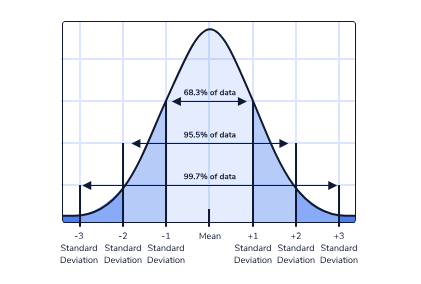 68.3% of data
95.5% of data
99.7% of data
-3 -2 -1 Mean +1 +2 +3
Standard Standard Standard Standard Standard Standard
Deviation Deviation Deviation Deviation Deviation Deviation